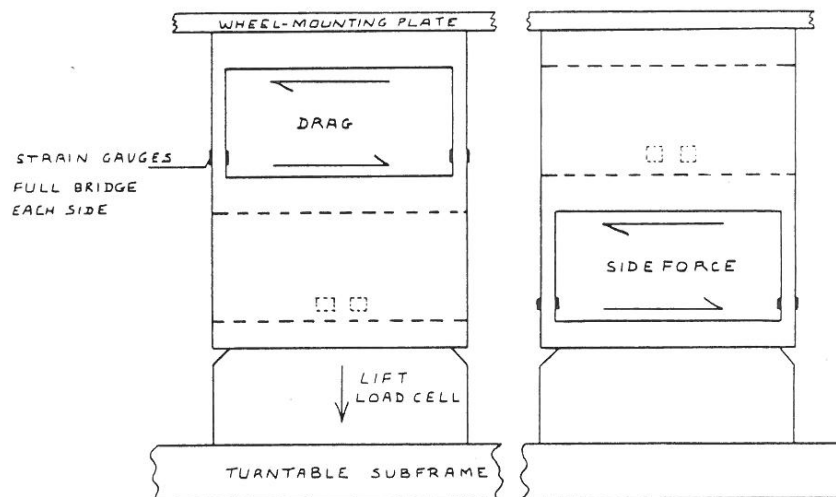 WHEEL-MOUNTING PLATE
DRAG
STRAIN GAUGES
FULL BRIDGE
EACH SIDE
SIDE FORCE
LIFT
LOAD CELL
TURNTABLE SUBFRAME